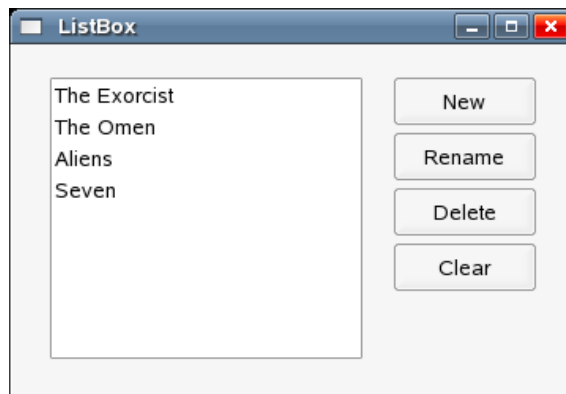 ListBox
The Exorcist
The Omen
Aliens
Seven
New
Rename
Delete
Clear